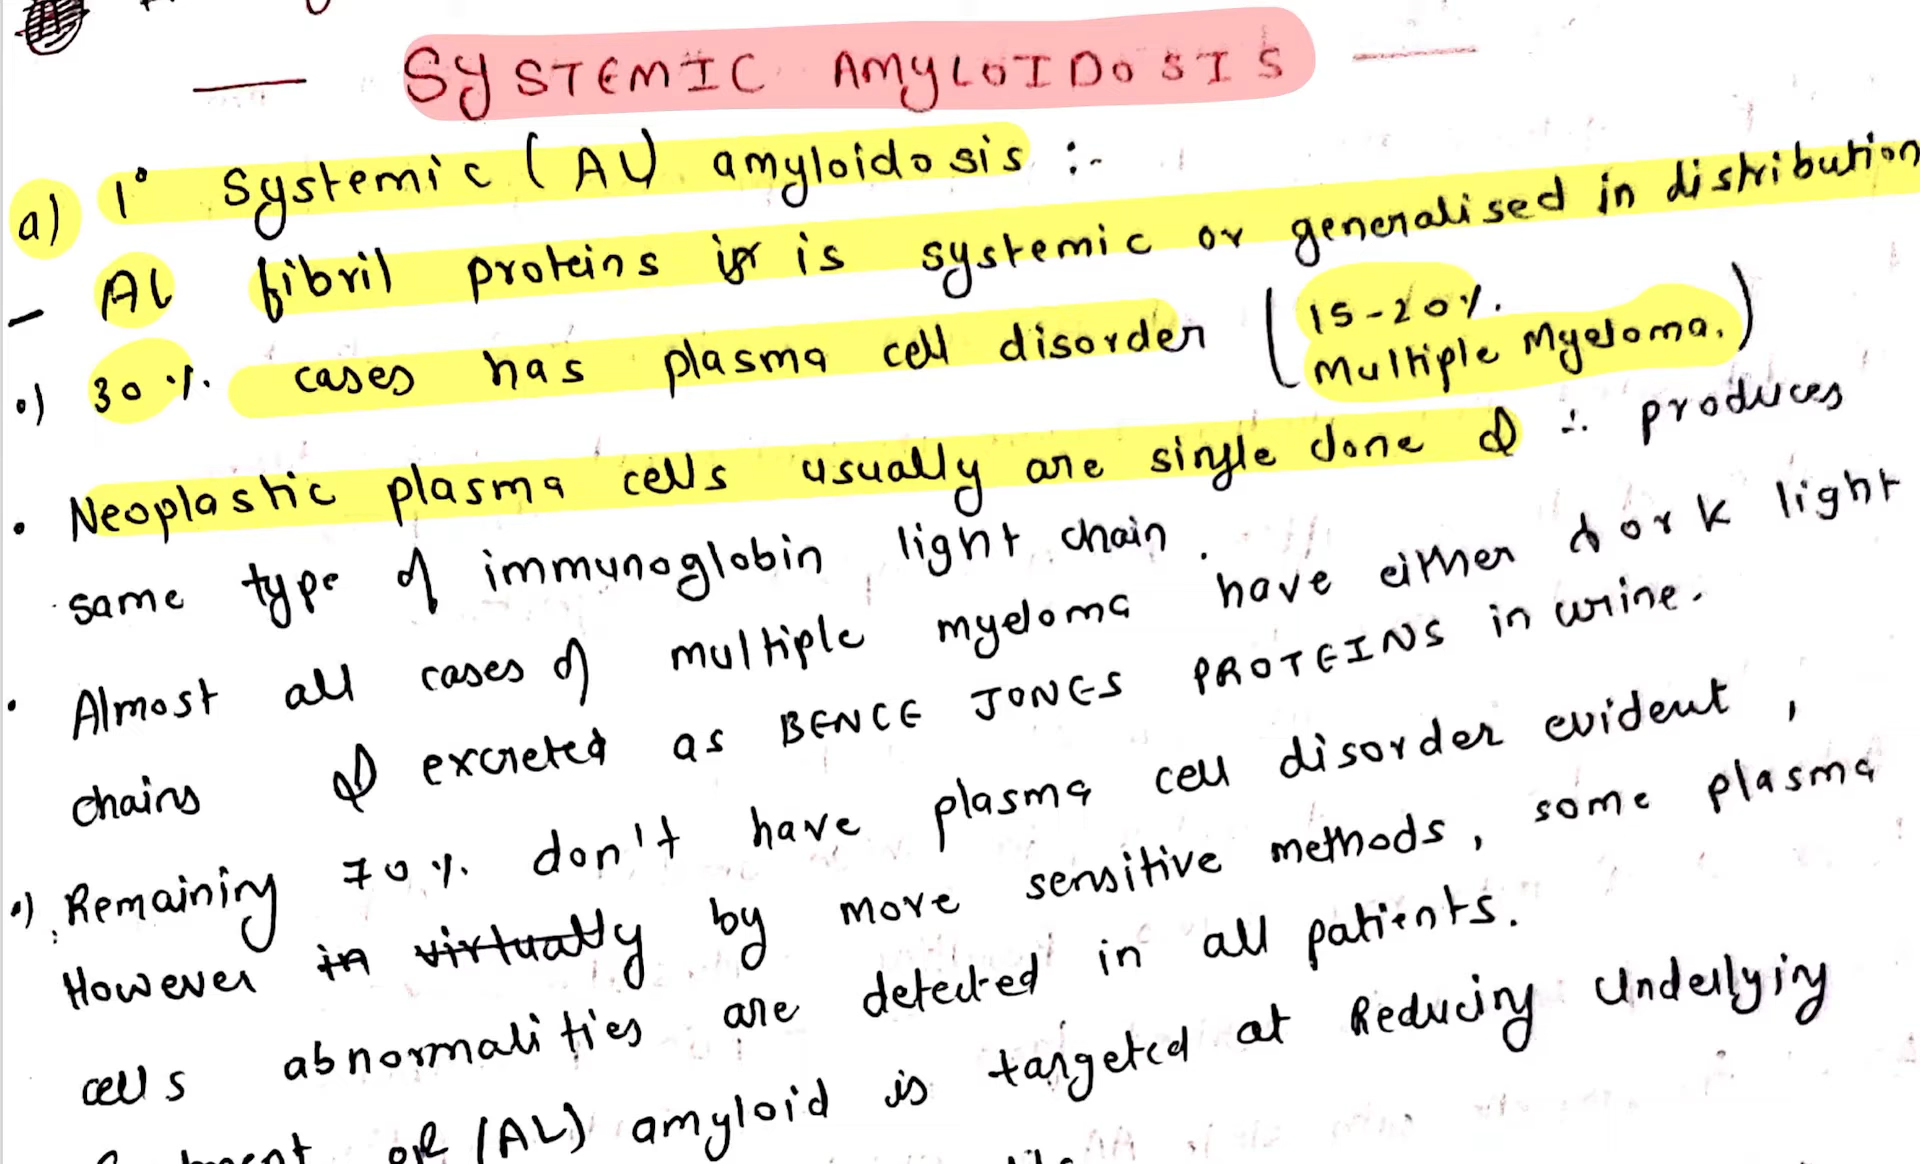 — SYSTEMIC AMYLOIDOSIS —
a) 1° Systemic (AL) amyloidosis :-
- AL fibril proteins is systemic or generalised in distribution
•) 30 %. cases has plasma cell disorder ( 15-20%.
Multiple Myeloma. )
• Neoplastic plasma cells usually are single clone & ∴ produces
same type of immunoglobin light chain.
• Almost all cases of multiple myeloma have either λ or K light
chains & excreted as BENCE JONES PROTEINS in urine.
•) Remaining 70 %. don't have plasma cell disorder evident ,
However in virtually by more sensitive methods, some plasma
cells abnormalities are detected in all patients.
of (AL) amyloid is targeted at Reducing Underlying